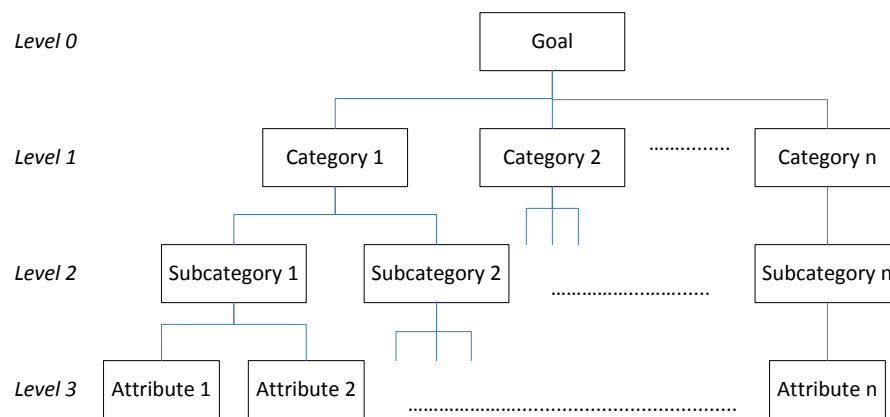 Level 0 Goal
Level 1 Category 1 Category 2 ……......... Category n
Level 2 Subcategory 1 Subcategory 2 ……………...……...... Subcategory n
Level 3 Attribute 1 Attribute 2 …………………......................................... Attribute n